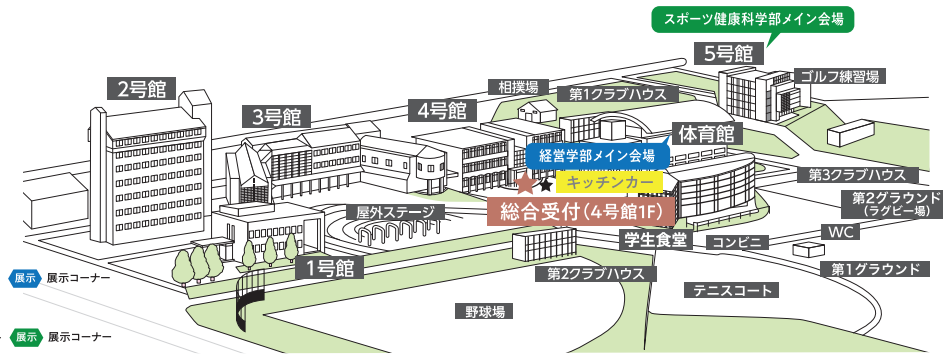 スポーツ健康科学部メイン会場
5号館
ゴルフ練習場
2号館
相撲場
第1クラブハウス
3号館
4号館
体育館
経営学部メイン会場
キッチンカー
第3クラブハウス
第2グラウンド
(ラグビー場)
屋外ステージ
総合受付(4号館1F)
学生食堂
コンビニ
WC
1号館
第2クラブハウス
第1グラウンド
展示 展示コーナー
テニスコート
野球場
展示 展示コーナー